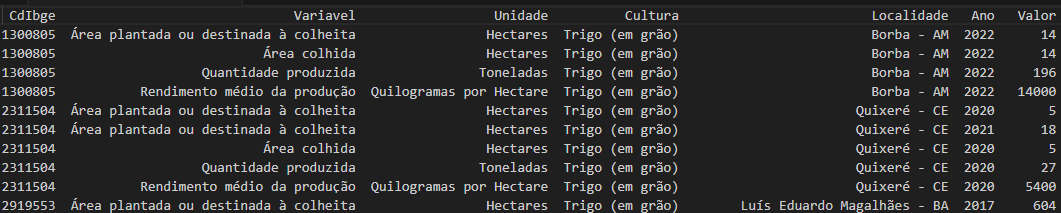 CdIbge Variavel Unidade Cultura Localidade Ano Valor
1300805 Área plantada ou destinada à colheita Hectares Trigo (em grão) Borba - AM 2022 14
1300805 Área colhida Hectares Trigo (em grão) Borba - AM 2022 14
1300805 Quantidade produzida Toneladas Trigo (em grão) Borba - AM 2022 196
1300805 Rendimento médio da produção Quilogramas por Hectare Trigo (em grão) Borba - AM 2022 14000
2311504 Área plantada ou destinada à colheita Hectares Trigo (em grão) Quixeré - CE 2020 5
2311504 Área plantada ou destinada à colheita Hectares Trigo (em grão) Quixeré - CE 2021 18
2311504 Área colhida Hectares Trigo (em grão) Quixeré - CE 2020 5
2311504 Quantidade produzida Toneladas Trigo (em grão) Quixeré - CE 2020 27
2311504 Rendimento médio da produção Quilogramas por Hectare Trigo (em grão) Quixeré - CE 2020 5400
2919553 Área plantada ou destinada à colheita Hectares Trigo (em grão) Luís Eduardo Magalhães - BA 2017 604